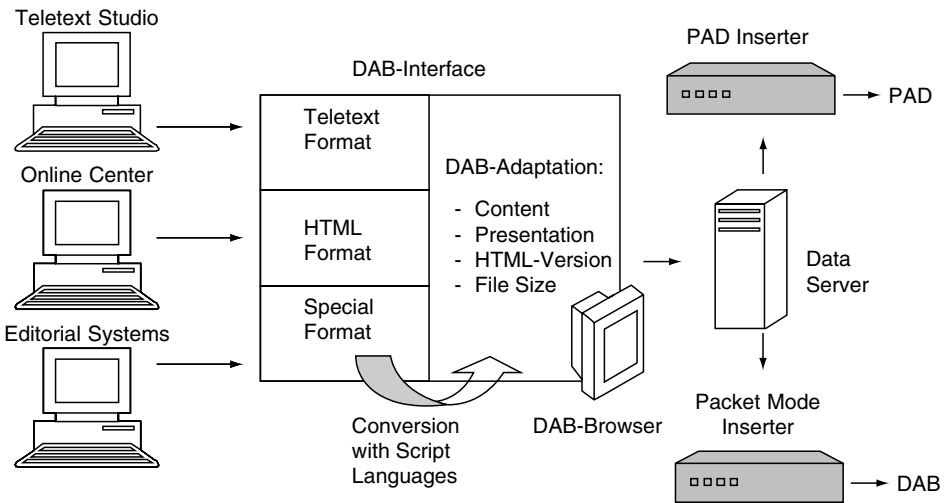 Teletext Studio
Online Center
Editorial Systems
DAB-Interface
Teletext
Format
HTML
Format
Special
Format
DAB-Adaptation:
- Content
- Presentation
- HTML-Version
- File Size
Conversion
with Script
Languages
DAB-Browser
PAD Inserter
PAD
Data
Server
Packet Mode
Inserter
DAB